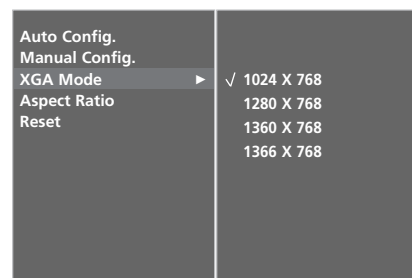 Auto Config.
Manual Config.
XGA Mode ►
Aspect Ratio
Reset
√ 1024 X 768
1280 X 768
1360 X 768
1366 X 768